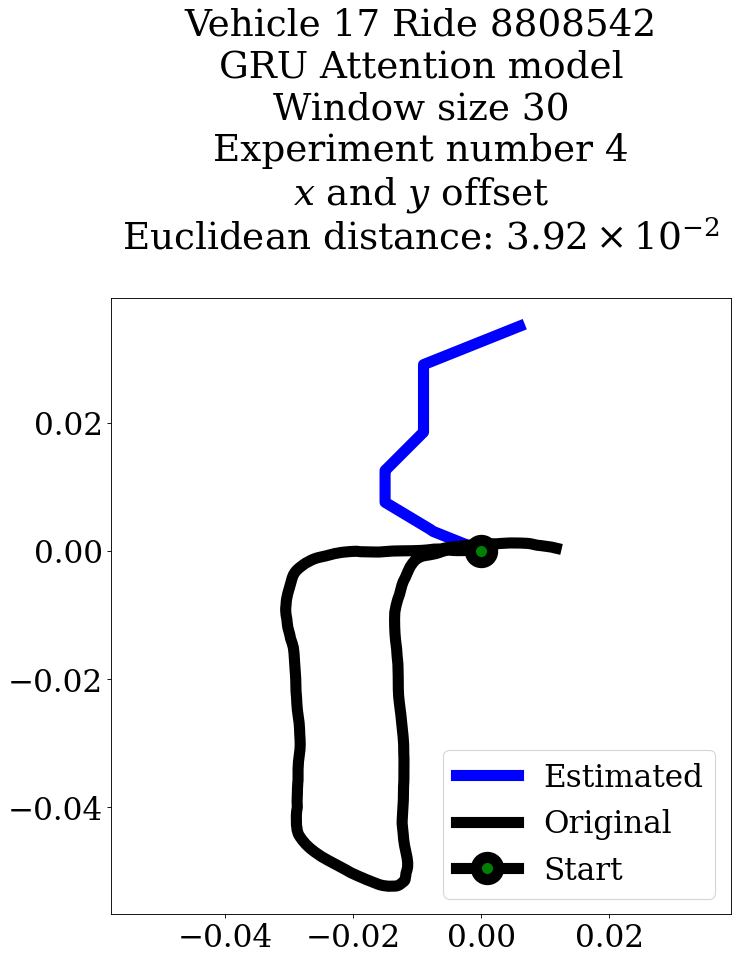 Vehicle 17 Ride 8808542
GRU Attention model
Window size 30
Experiment number 4
x and y offset
Euclidean distance: 3.92 × 10⁻²
0.02
0.00
−0.02
−0.04
Estimated
Original
Start
−0.04 −0.02 0.00 0.02